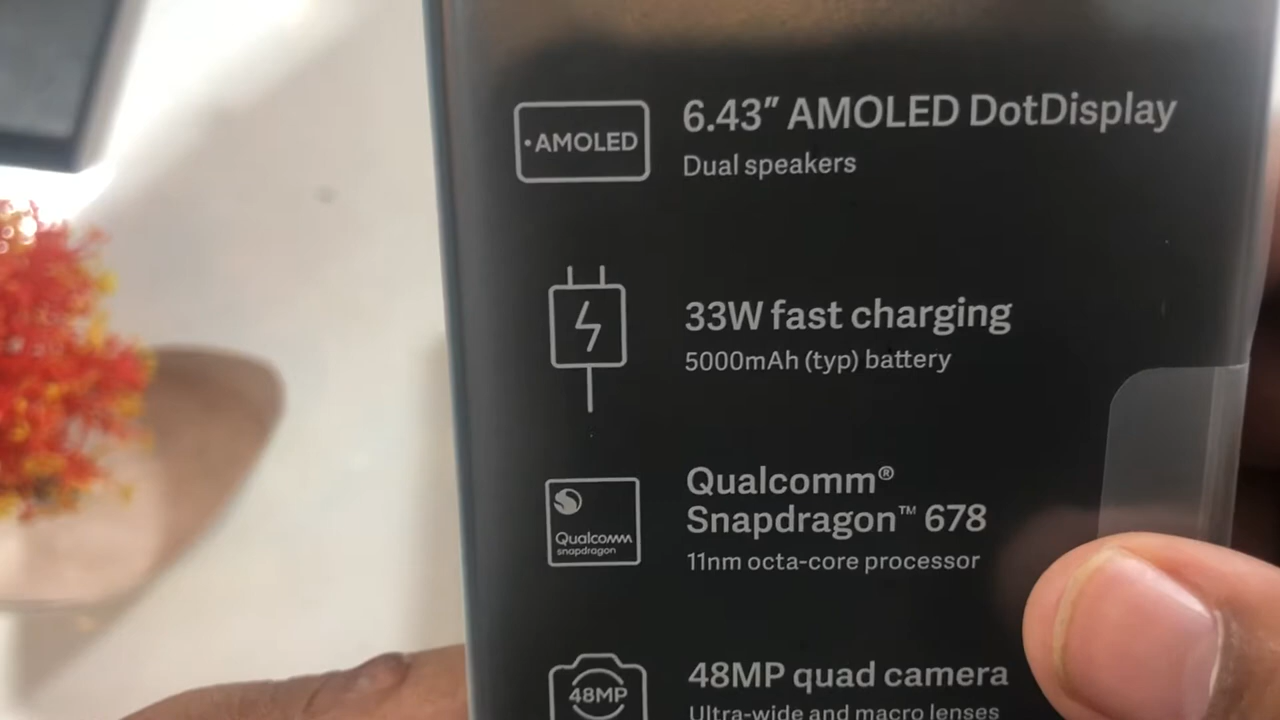 •AMOLED
6.43" AMOLED DotDisplay
Dual speakers
33W fast charging
5000mAh (typ) battery
Qualcomm
snapdragon
Qualcomm®
Snapdragon™ 678
11nm octa-core processor
48MP
48MP quad camera
Ultra-wide and macro lenses